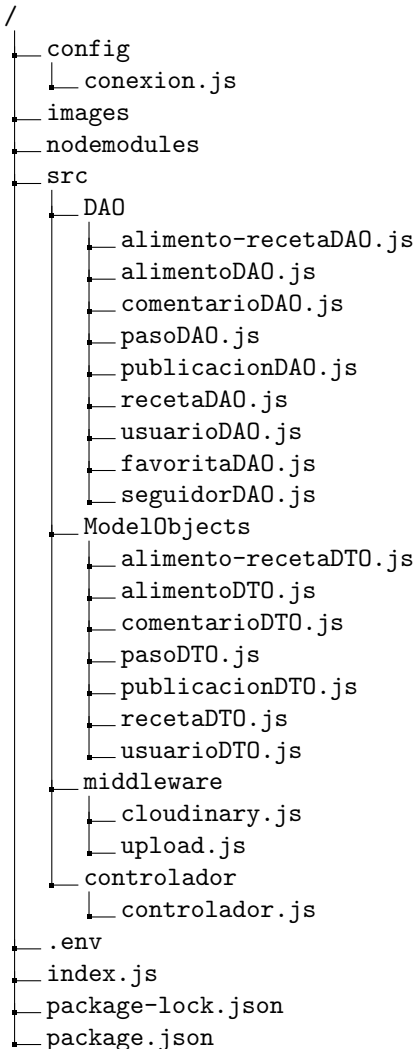 /
config
conexion.js
images
nodemodules
src
DAO
alimento-recetaDAO.js
alimentoDAO.js
comentarioDAO.js
pasoDAO.js
publicacionDAO.js
recetaDAO.js
usuarioDAO.js
favoritaDAO.js
seguidorDAO.js
ModelObjects
alimento-recetaDTO.js
alimentoDTO.js
comentarioDTO.js
pasoDTO.js
publicacionDTO.js
recetaDTO.js
usuarioDTO.js
middleware
cloudinary.js
upload.js
controlador
controlador.js
.env
index.js
package-lock.json
package.json